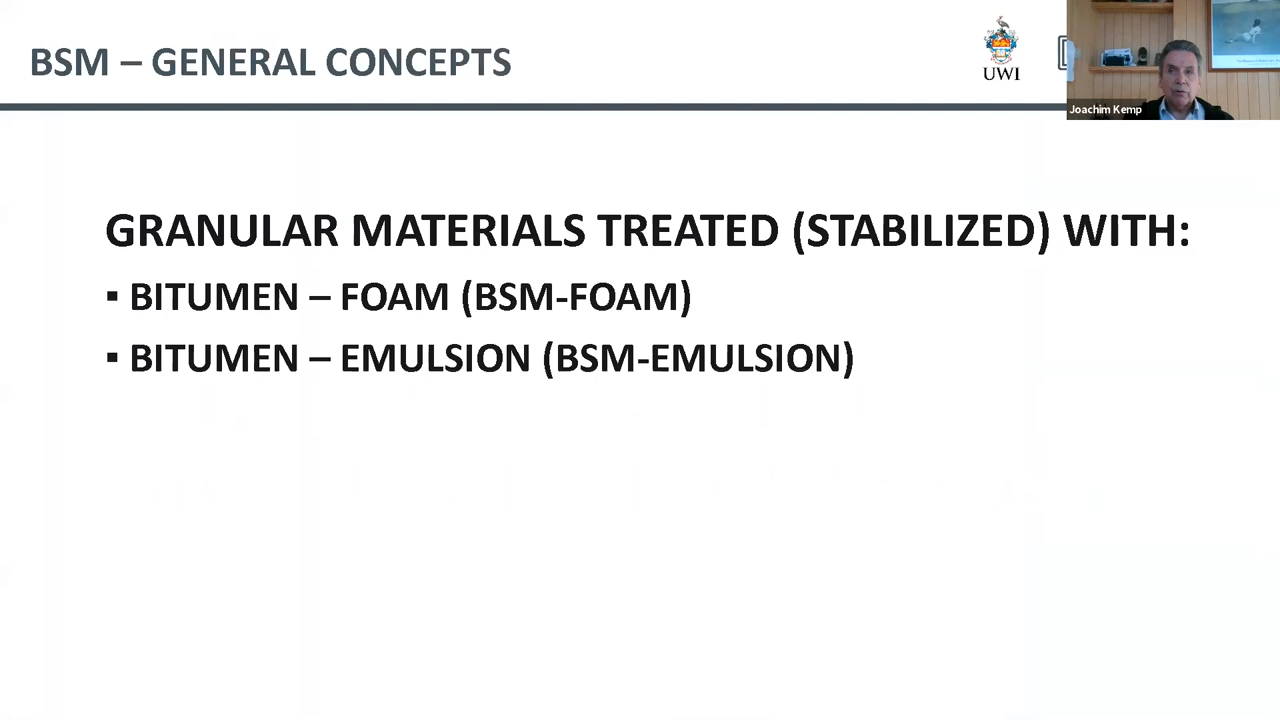 BSM – GENERAL CONCEPTS
UWI
Joachim Kemp
GRANULAR MATERIALS TREATED (STABILIZED) WITH:
▪ BITUMEN – FOAM (BSM-FOAM)
▪ BITUMEN – EMULSION (BSM-EMULSION)